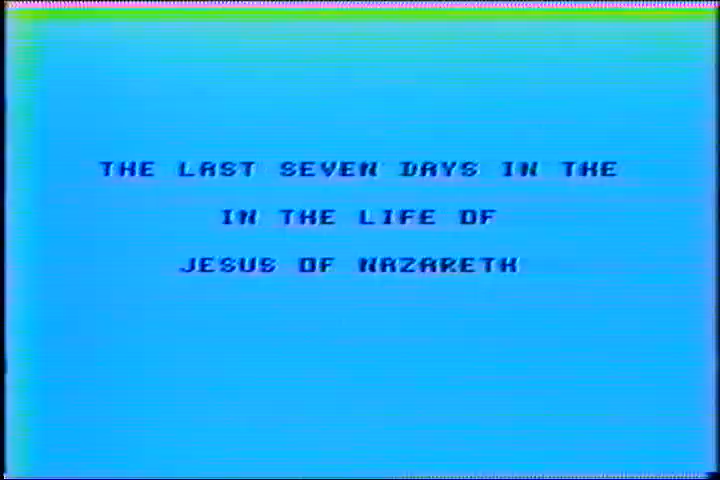 THE LAST SEVEN DAYS IN THE
IN THE LIFE OF
JESUS OF NAZARETH